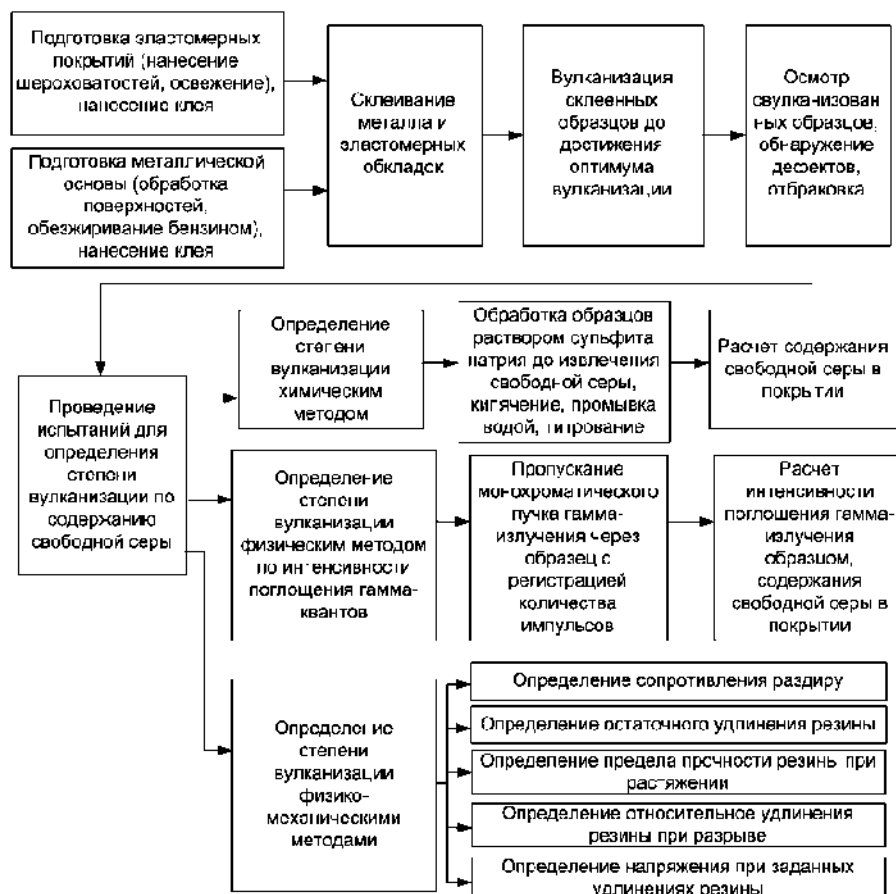 Подготовка эластомерных
покрытий (нанесение
шероховатостей, освежение),
нанесение клея
Подготовка металлической
основы (обработка
поверхностей,
обезжиривание бензином),
нанесение клея
Склеивание
металла и
эластомерных
обкладок
Вулканизация
склеенных
образцов до
достижения
оптимума
вулканизации
Осмотр
свулканизован
ных образцов,
обнаружение
дефектов,
отбраковка
Проведение
испытаний для
определения
степени
вулканизации по
содержанию
свободной серы
Определение
степени
вулканизации
химическим
методом
Обработка образцов
раствором сульфита
натрия до извлечения
свободной серы,
кипячение, промывка
водой, титрование
Расчет содержания
свободной серы в
покрытии
Определение
степени
вулканизации
физическим методом
по интенсивности
поглощения гамма-
квантов
Пропускание
монохроматического
пучка гамма-
излучения через
образец с
регистрацией
количества
импульсов
Расчет
интенсивности
поглощения гамма-
излучения
образцом,
содержания
свободной серы в
покрытии
Определение
степени
вулканизации
физико-
механическими
методами
Определение сопротивления раздиру
Определение остаточного удлинения резины
Определение предела прочности резины при
растяжении
Определение относительное удлинения
резины при разрыве
Определение напряжения при заданных
удлинениях резины